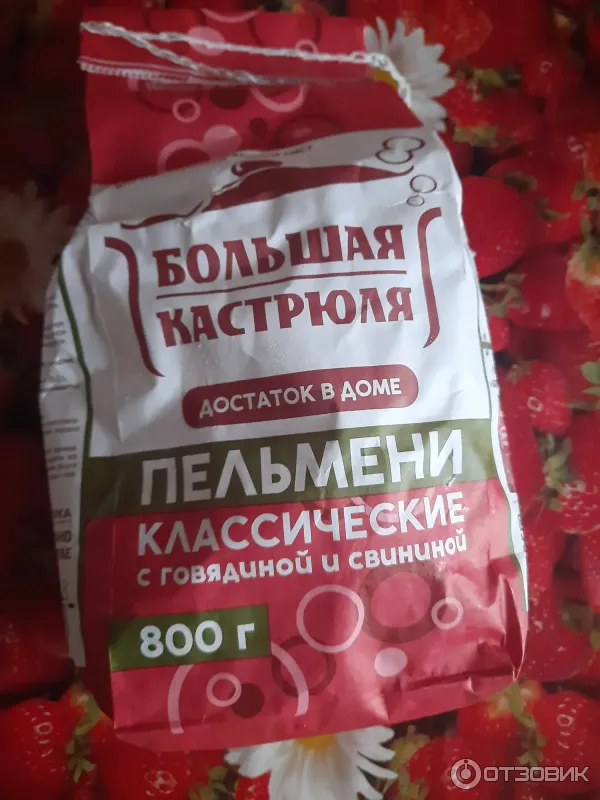 БОЛЬШАЯ
КАСТРЮЛЯ
ДОСТАТОК В ДОМЕ
ПЕЛЬМЕНИ
КЛАССИЧЕСКИЕ
С ГОВЯДИНОЙ И СВИНИНОЙ
800 г
ОТЗОВИК